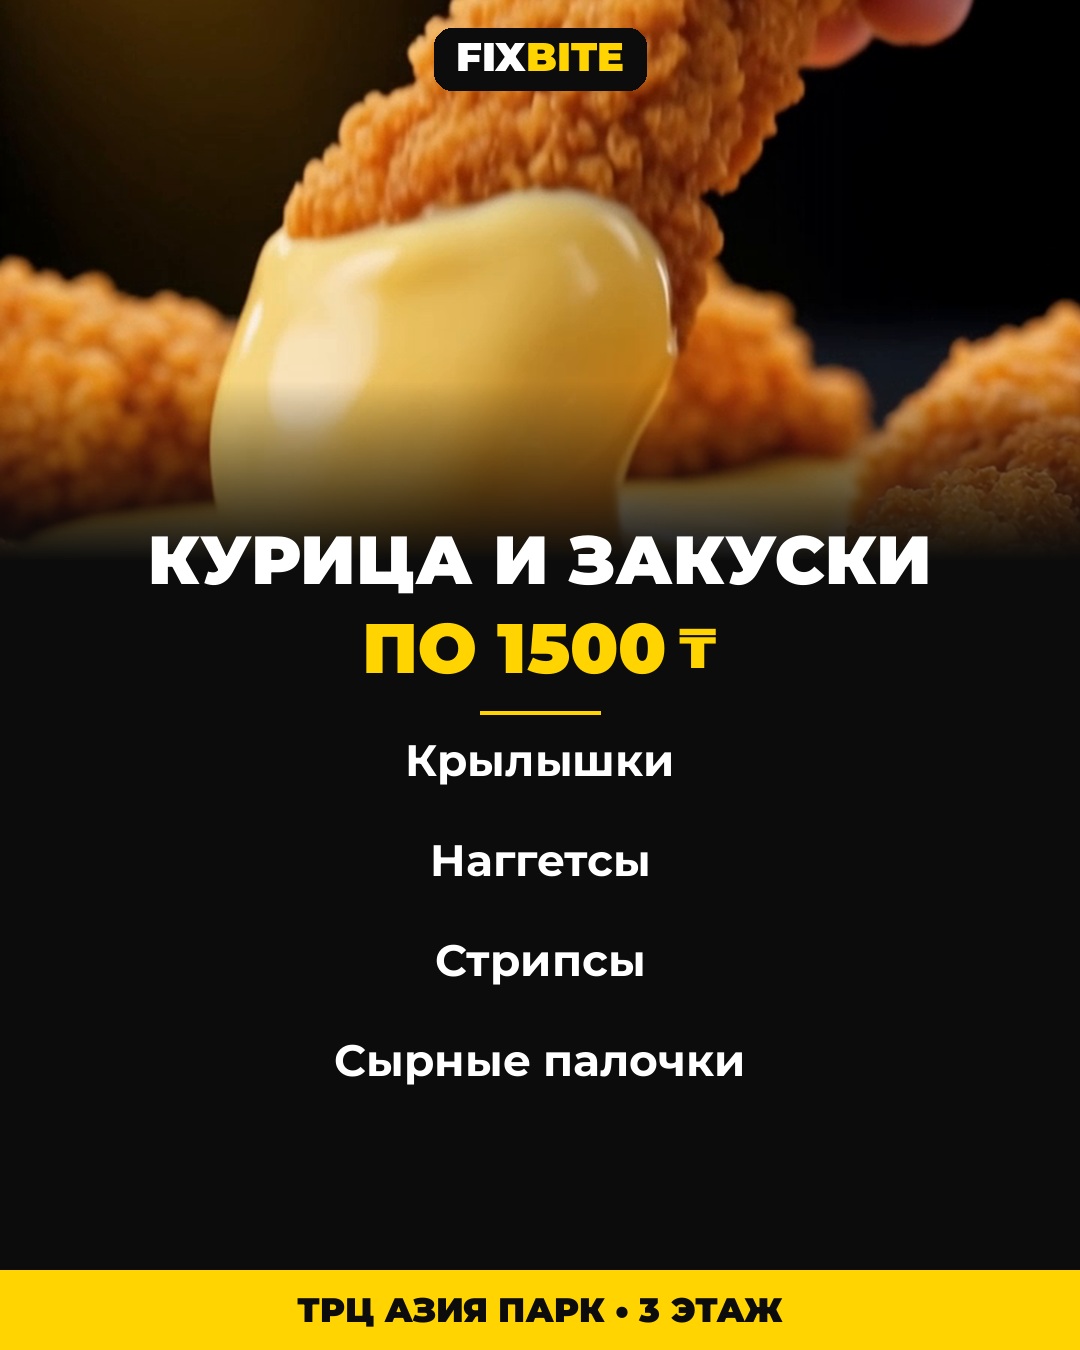 FIXBITE
КУРИЦА И ЗАКУСКИ
ПО 1500 ₸
Крылышки
Наггетсы
Стрипсы
Сырные палочки
ТРЦ АЗИЯ ПАРК • 3 ЭТАЖ